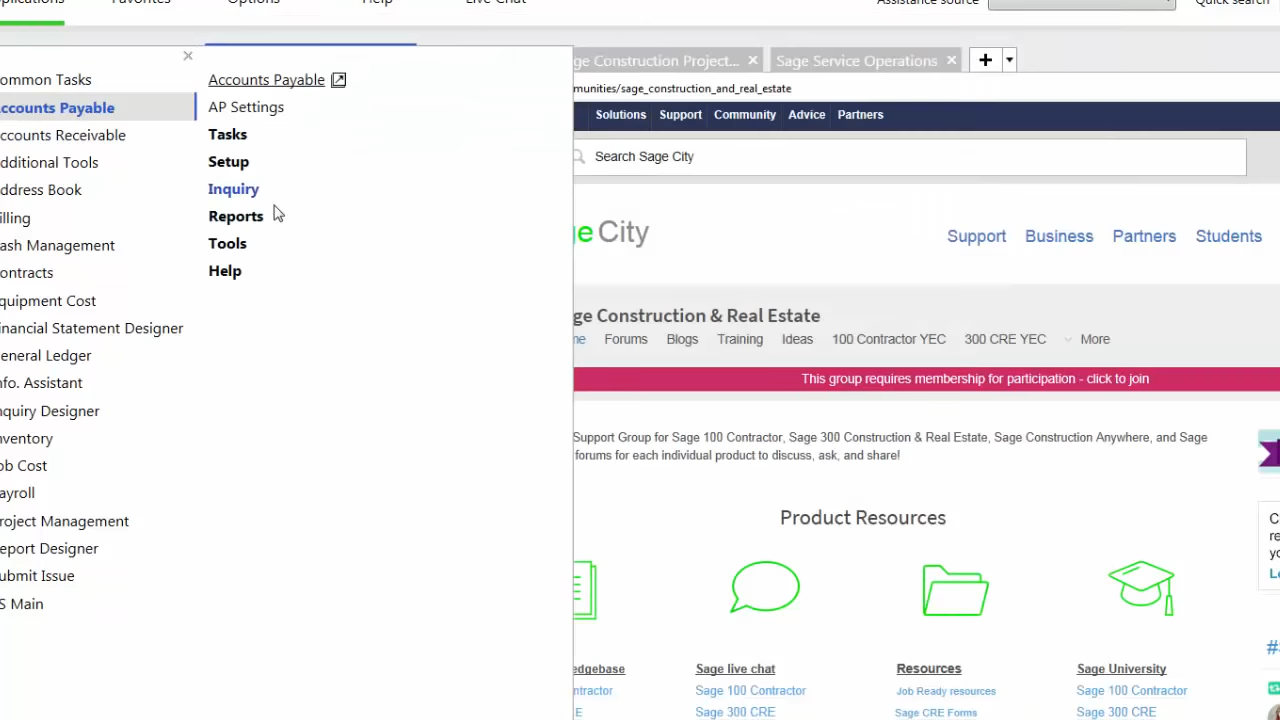 plications Favorites Options Help Live Chat Assistance source Quick search
ge Construction Project... Sage Service Operations
ommon Tasks Accounts Payable munities/sage_construction_and_real_estate
ccounts Payable AP Settings Solutions Support Community Advice Partners
ccounts Receivable Tasks
dditional Tools Setup Search Sage City
ddress Book Inquiry
illing Reports ge City Support Business Partners Students
ash Management Tools
ontracts Help
quipment Cost ge Construction & Real Estate
inancial Statement Designer me Forums Blogs Training Ideas 100 Contractor YEC 300 CRE YEC More
eneral Ledger
nfo. Assistant This group requires membership for participation - click to join
nquiry Designer
nventory Support Group for Sage 100 Contractor, Sage 300 Construction & Real Estate, Sage Construction Anywhere, and Sage
ob Cost forums for each individual product to discuss, ask, and share!
ayroll
roject Management Product Resources
eport Designer
ubmit Issue
S Main
edgebase Sage live chat Resources Sage University
ntractor Sage 100 Contractor Job Ready resources Sage 100 Contractor
E Sage 300 CRE Sage CRE Forms Sage 300 CRE